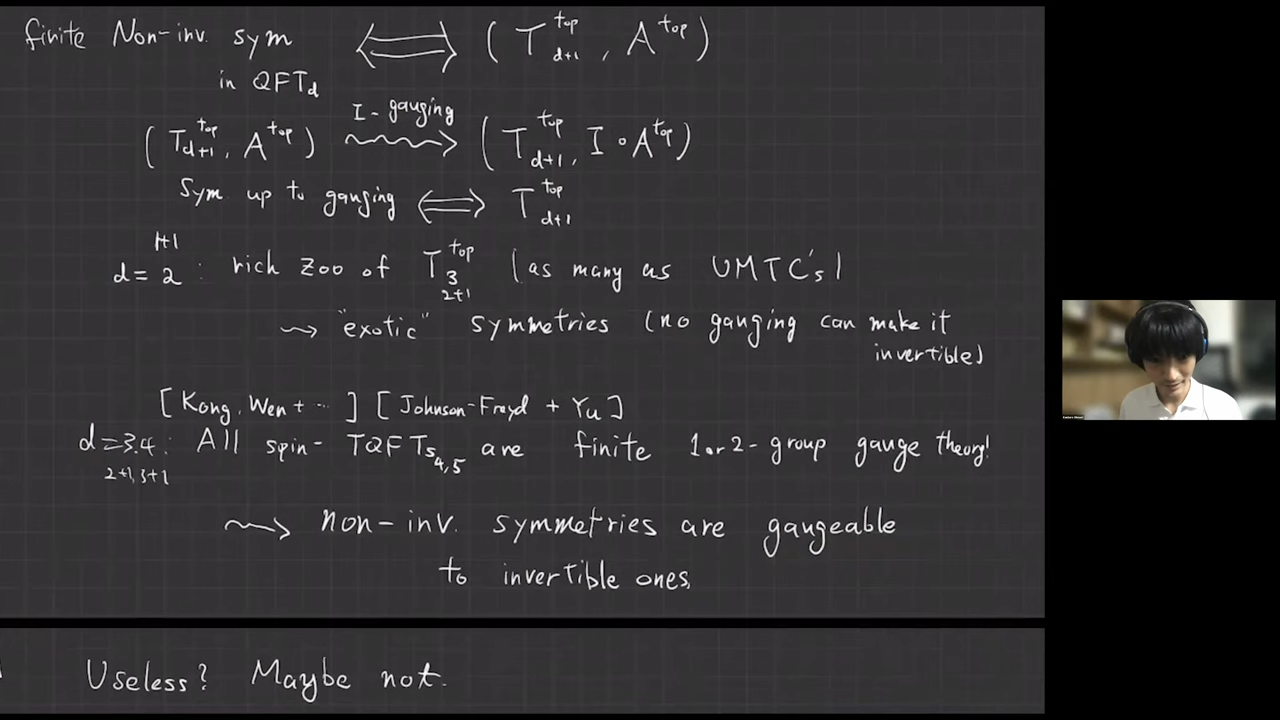 finite Non-inv. sym ⟺ ( T^top_d+1 , A^top )
in QFT_d
I-gauging
( T^top_d+1 , A^top ) ⇝ ( T^top_d+1 , I ∘ A^top )
Sym. up to gauging ⟺ T^top_d+1
1+1
d = 2 : rich zoo of T^top_3 (as many as UMTC's)
2+1
⇝ "exotic" symmetries (no gauging can make it
invertible)
[Kong, Wen + ... ] [Johnson-Freyd + Yu]
d = 3,4 : All spin- TQFTs_4,5 are finite 1 or 2-group gauge theory!
2+1, 3+1
⇝ non-inv. symmetries are gaugeable
to invertible ones,
Useless? Maybe not.